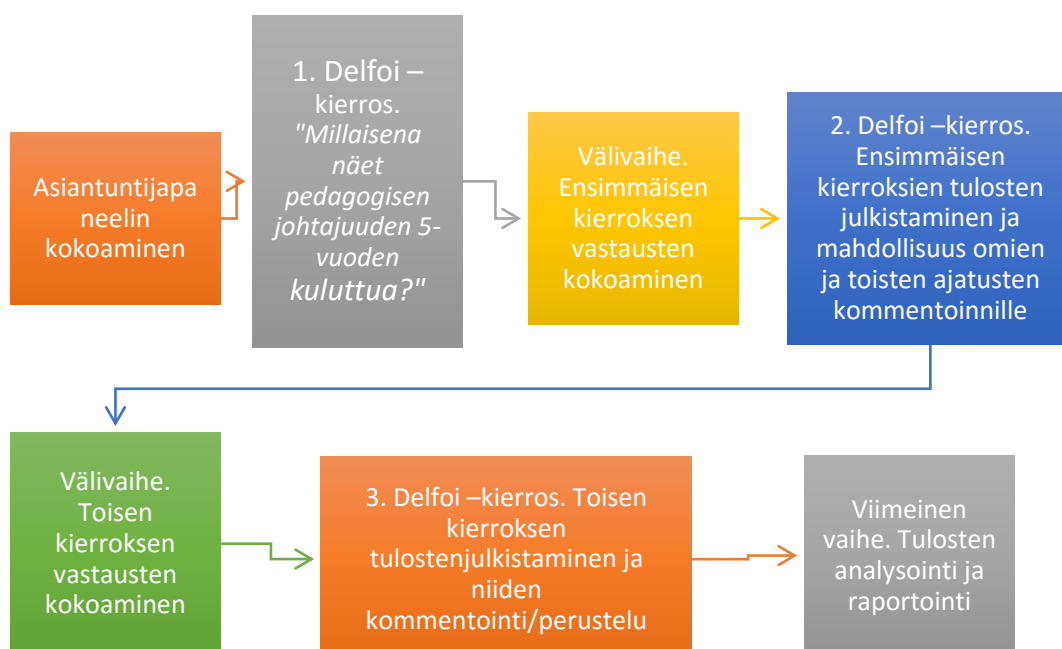 Asiantuntijapa
neelin
kokoaminen
1. Delfoi –
kierros.
"Millaisena
näet
pedagogisen
johtajuuden 5-
vuoden
kuluttua?"
Välivaihe.
Ensimmäisen
kierroksen
vastausten
kokoaminen
2. Delfoi –kierros.
Ensimmäisen
kierroksien tulosten
julkistaminen ja
mahdollisuus omien
ja toisten ajatusten
kommentoinnille
Välivaihe.
Toisen
kierroksen
vastausten
kokoaminen
3. Delfoi –kierros. Toisen
kierroksen
tulostenjulkistaminen ja
niiden
kommentointi/perustelu
Viimeinen
vaihe. Tulosten
analysointi ja
raportointi